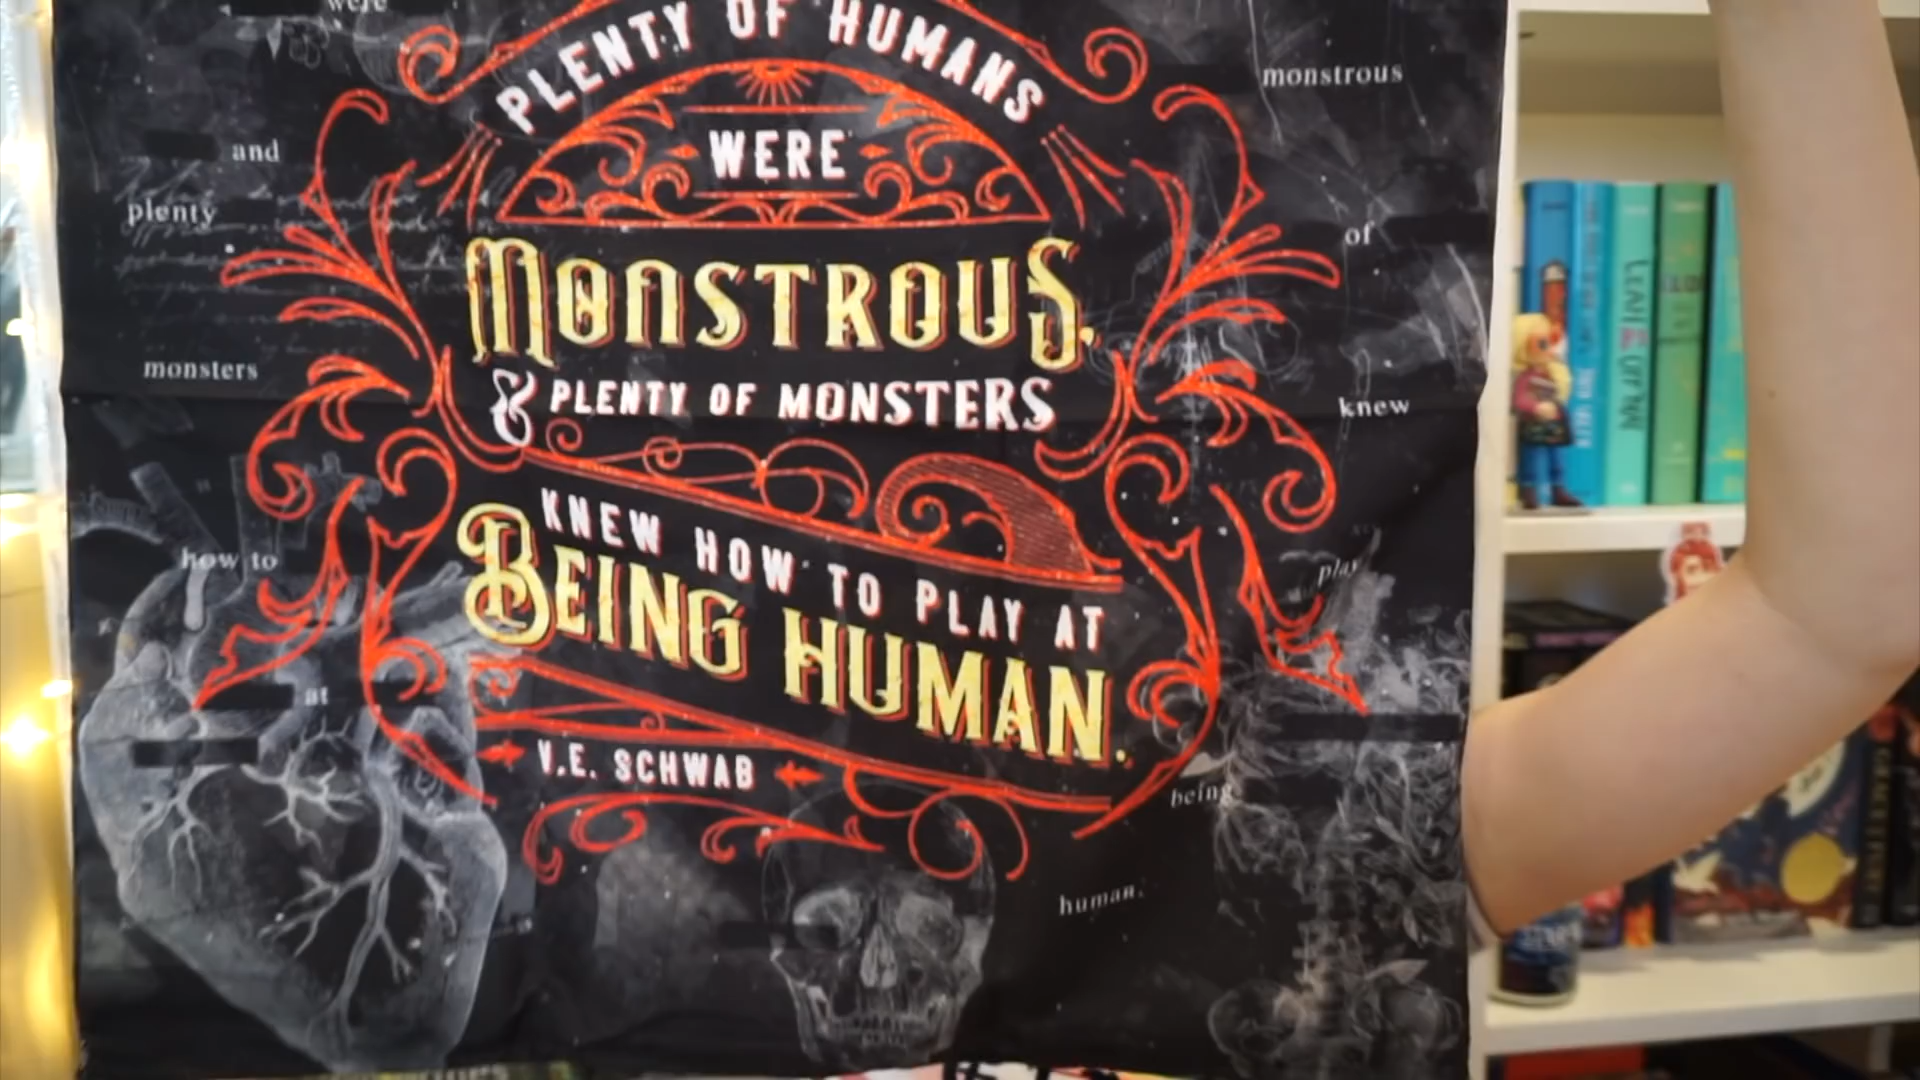 were
PLENTY OF HUMANS
monstrous
WERE
and
plenty
of
MONSTROUS.
& PLENTY OF MONSTERS
monsters
knew
KNEW HOW TO PLAY AT
BEING HUMAN.
how to
play
at
V.E. SCHWAB
being
human.